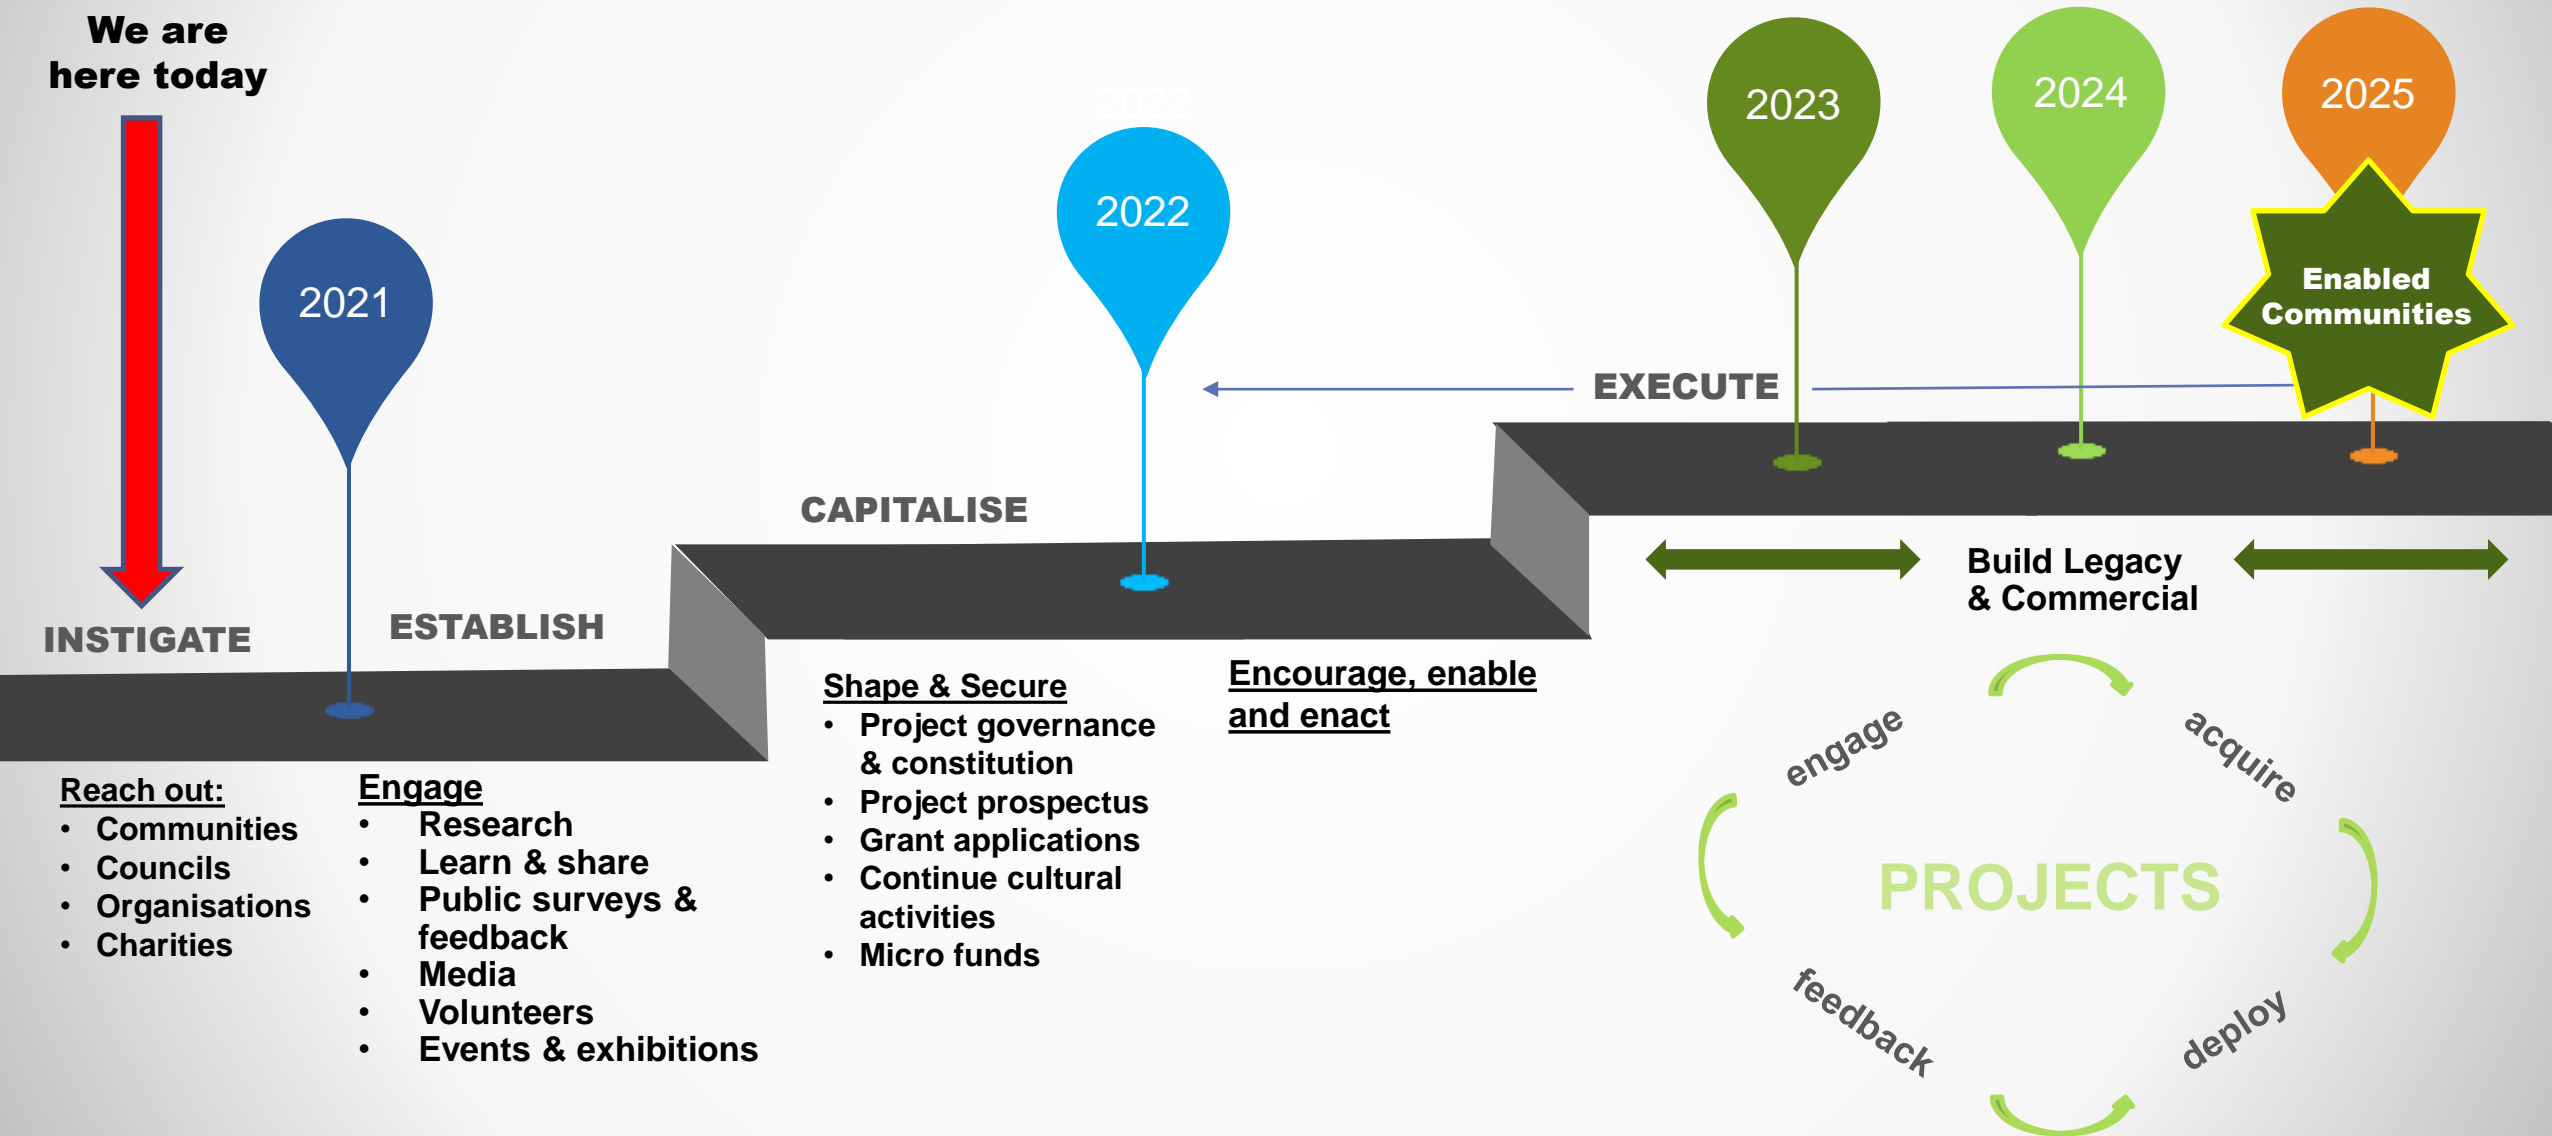 We are
here today
2022
2021
2022
2023
2024
2025
Enabled
Communities
EXECUTE
CAPITALISE
INSTIGATE
ESTABLISH
Reach out:
• Communities
• Councils
• Organisations
• Charities
Engage
• Research
• Learn & share
• Public surveys &
feedback
• Media
• Volunteers
• Events & exhibitions
Shape & Secure
• Project governance
& constitution
• Project prospectus
• Grant applications
• Continue cultural
activities
• Micro funds
Encourage, enable
and enact
Build Legacy
& Commercial
engage
acquire
PROJECTS
feedback
deploy